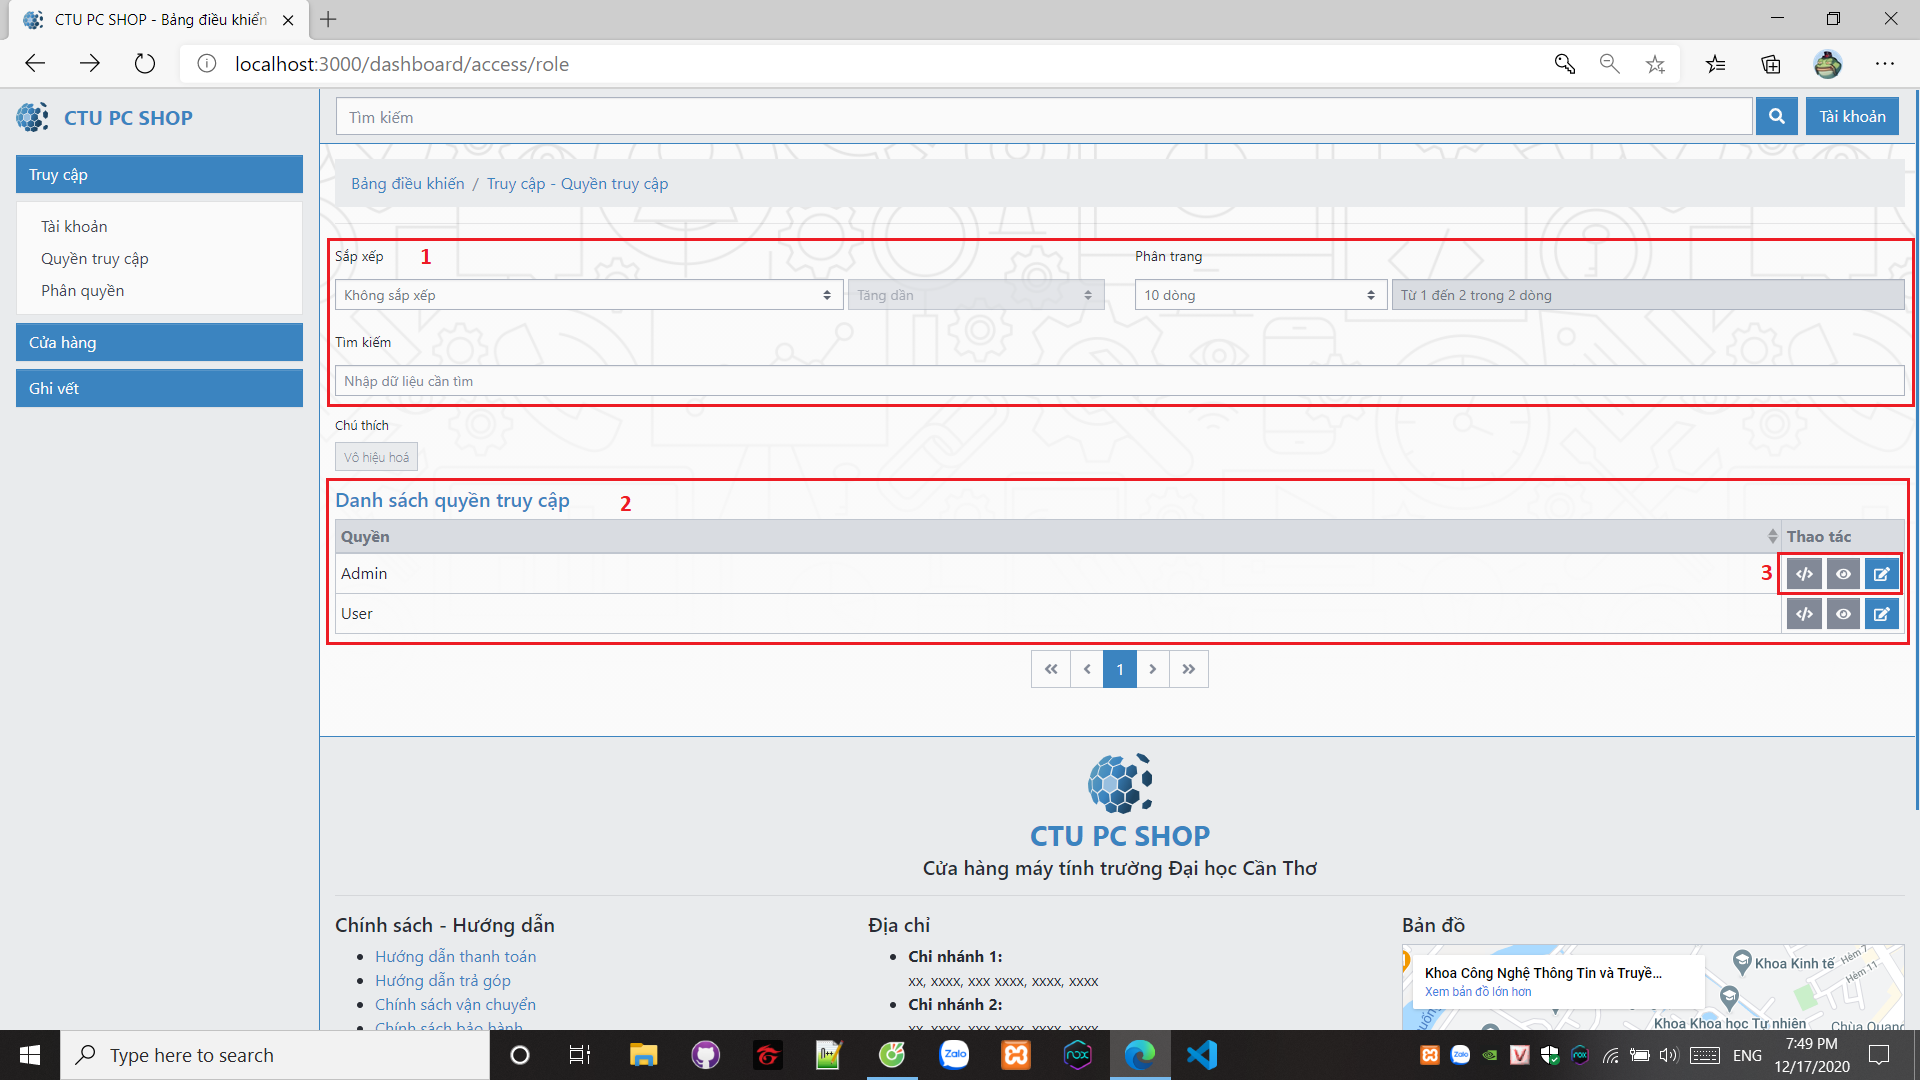 CTU PC SHOP - Bảng điều khiển
localhost:3000/dashboard/access/role
CTU PC SHOP
Tìm kiếm
Tài khoản
Truy cập
Tài khoản
Quyền truy cập
Phân quyền
Cửa hàng
Ghi vết
Bảng điều khiển / Truy cập - Quyền truy cập
Sắp xếp
1
Phân trang
Không sắp xếp
Tăng dần
10 dòng
Từ 1 đến 2 trong 2 dòng
Tìm kiếm
Nhập dữ liệu cần tìm
Chú thích
Vô hiệu hoá
Danh sách quyền truy cập
2
Quyền
Thao tác
Admin
3
User
1
CTU PC SHOP
Cửa hàng máy tính trường Đại học Cần Thơ
Chính sách - Hướng dẫn
Hướng dẫn thanh toán
Hướng dẫn trả góp
Chính sách vận chuyển
Chính sách bảo hành
Địa chỉ
Chi nhánh 1:
xx, xxxx, xxx xxxx, xxxx, xxxx
Chi nhánh 2:
xx, xxxx, xxx xxxx, xxxx, xxxx
Bản đồ
Khoa Công Nghệ Thông Tin và Truyề...
Xem bản đồ lớn hơn
Khoa Kinh tế
Hẻm 7
Hẻm 11
Khoa Khoa học Tự nhiên
Chùa Quang
Type here to search
Zalo
nox
ENG
7:49 PM
12/17/2020